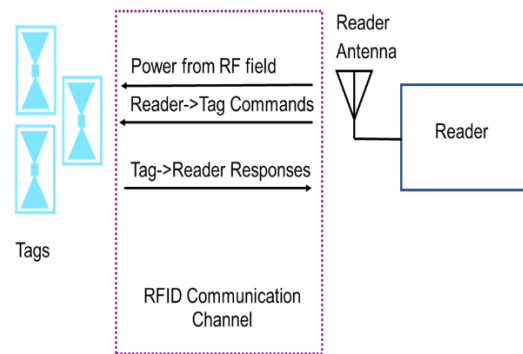 Reader
Antenna
Power from RF field
Reader->Tag Commands
Reader
Tag->Reader Responses
Tags
RFID Communication
Channel